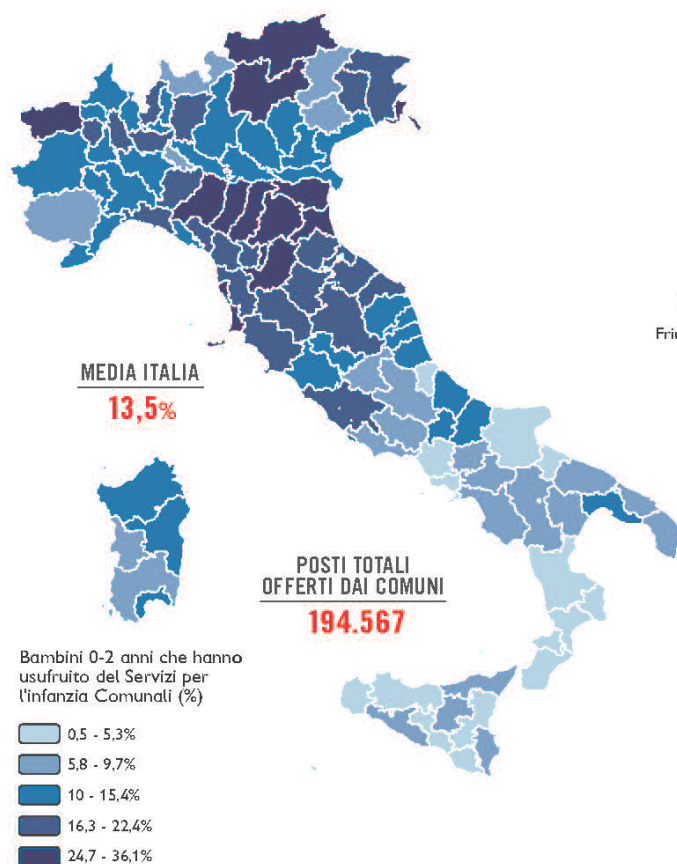 Friu
MEDIA ITALIA
13,5%
POSTI TOTALI
OFFERTI DAI COMUNI
194.567
Bambini 0-2 anni che hanno
usufruito del Servizi per
l'infanzia Comunali (%)
0,5 - 5,3%
5,8 - 9,7%
10 - 15,4%
16,3 - 22,4%
24,7 - 36,1%